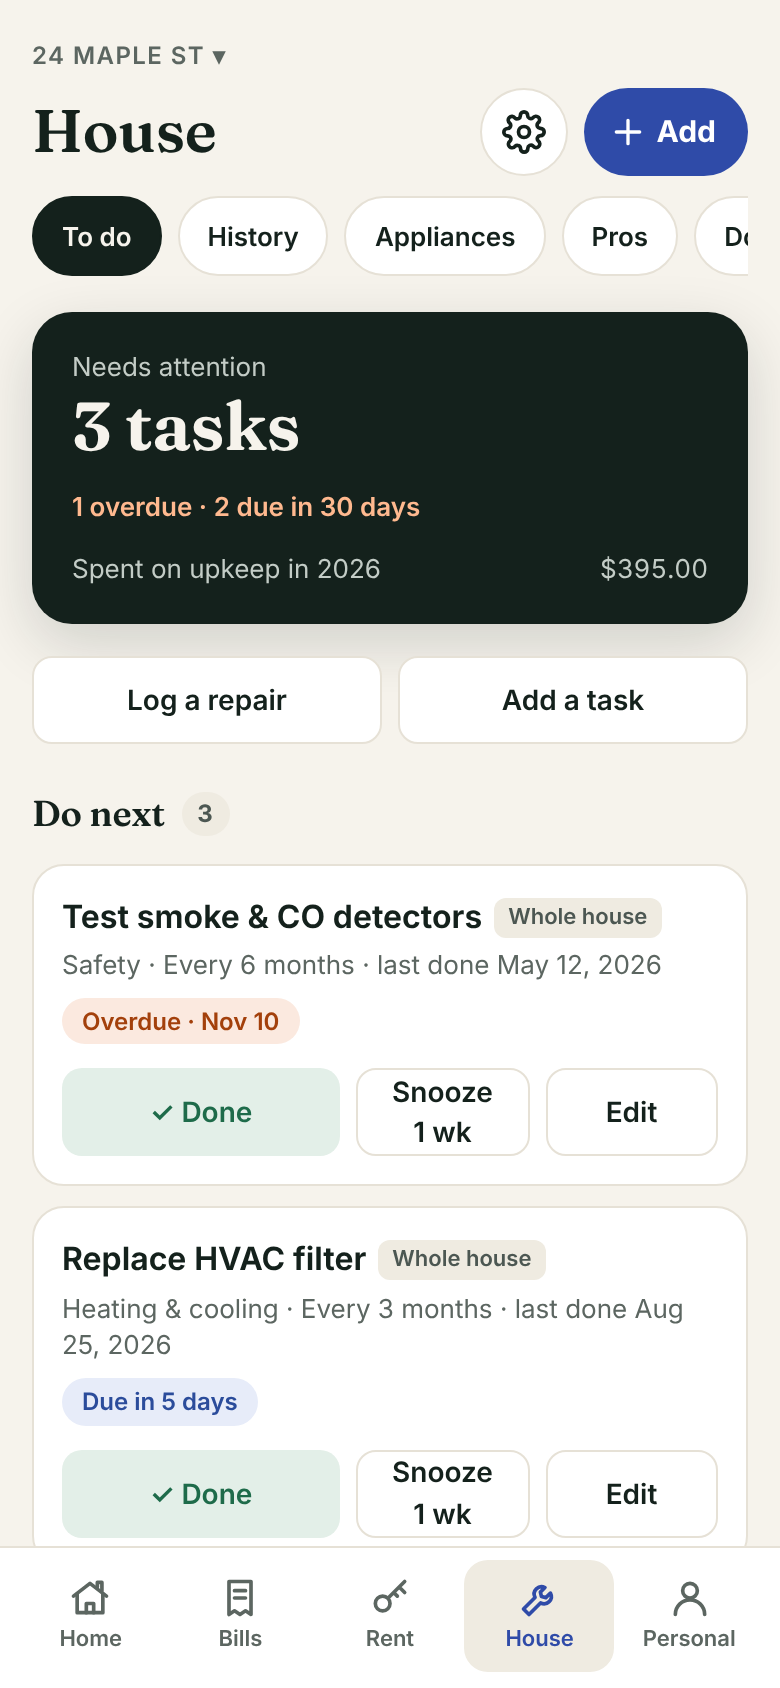 24 MAPLE ST ▾
House
+ Add
To do
History
Appliances
Pros
Needs attention
3 tasks
1 overdue · 2 due in 30 days
Spent on upkeep in 2026
$395.00
Log a repair
Add a task
Do next 3
Test smoke & CO detectors
Whole house
Safety · Every 6 months · last done May 12, 2026
Overdue · Nov 10
✓ Done
Snooze
1 wk
Edit
Replace HVAC filter
Whole house
Heating & cooling · Every 3 months · last done Aug
25, 2026
Due in 5 days
✓ Done
Snooze
1 wk
Edit
Home
Bills
Rent
House
Personal